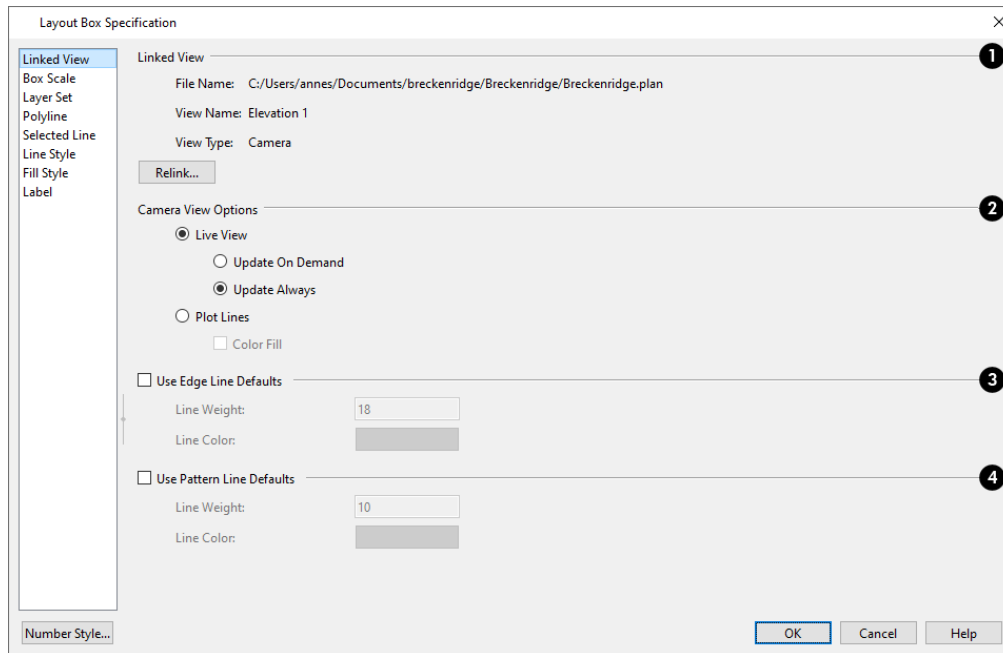 Layout Box Specification
Linked View
Box Scale
Layer Set
Polyline
Selected Line
Line Style
Fill Style
Label
Linked View
1
File Name: C:/Users/annes/Documents/breckenridge/Breckenridge/Breckenridge.plan
View Name: Elevation 1
View Type: Camera
Relink...
Camera View Options
2
Live View
Update On Demand
Update Always
Plot Lines
Color Fill
Use Edge Line Defaults
3
Line Weight: 18
Line Color:
Use Pattern Line Defaults
4
Line Weight: 10
Line Color:
Number Style...
OK
Cancel
Help